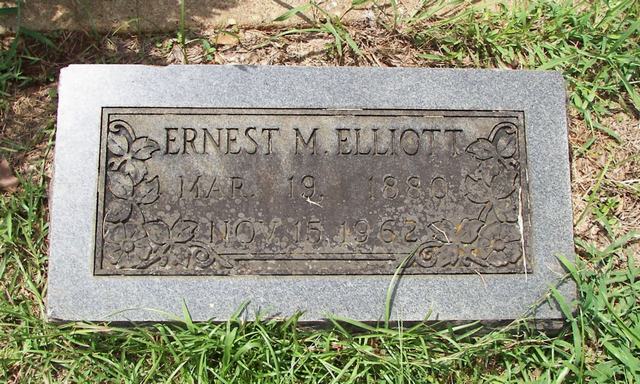 ERNEST M. ELLIOTT
MAR. 19, 1880
NOV. 15, 1962